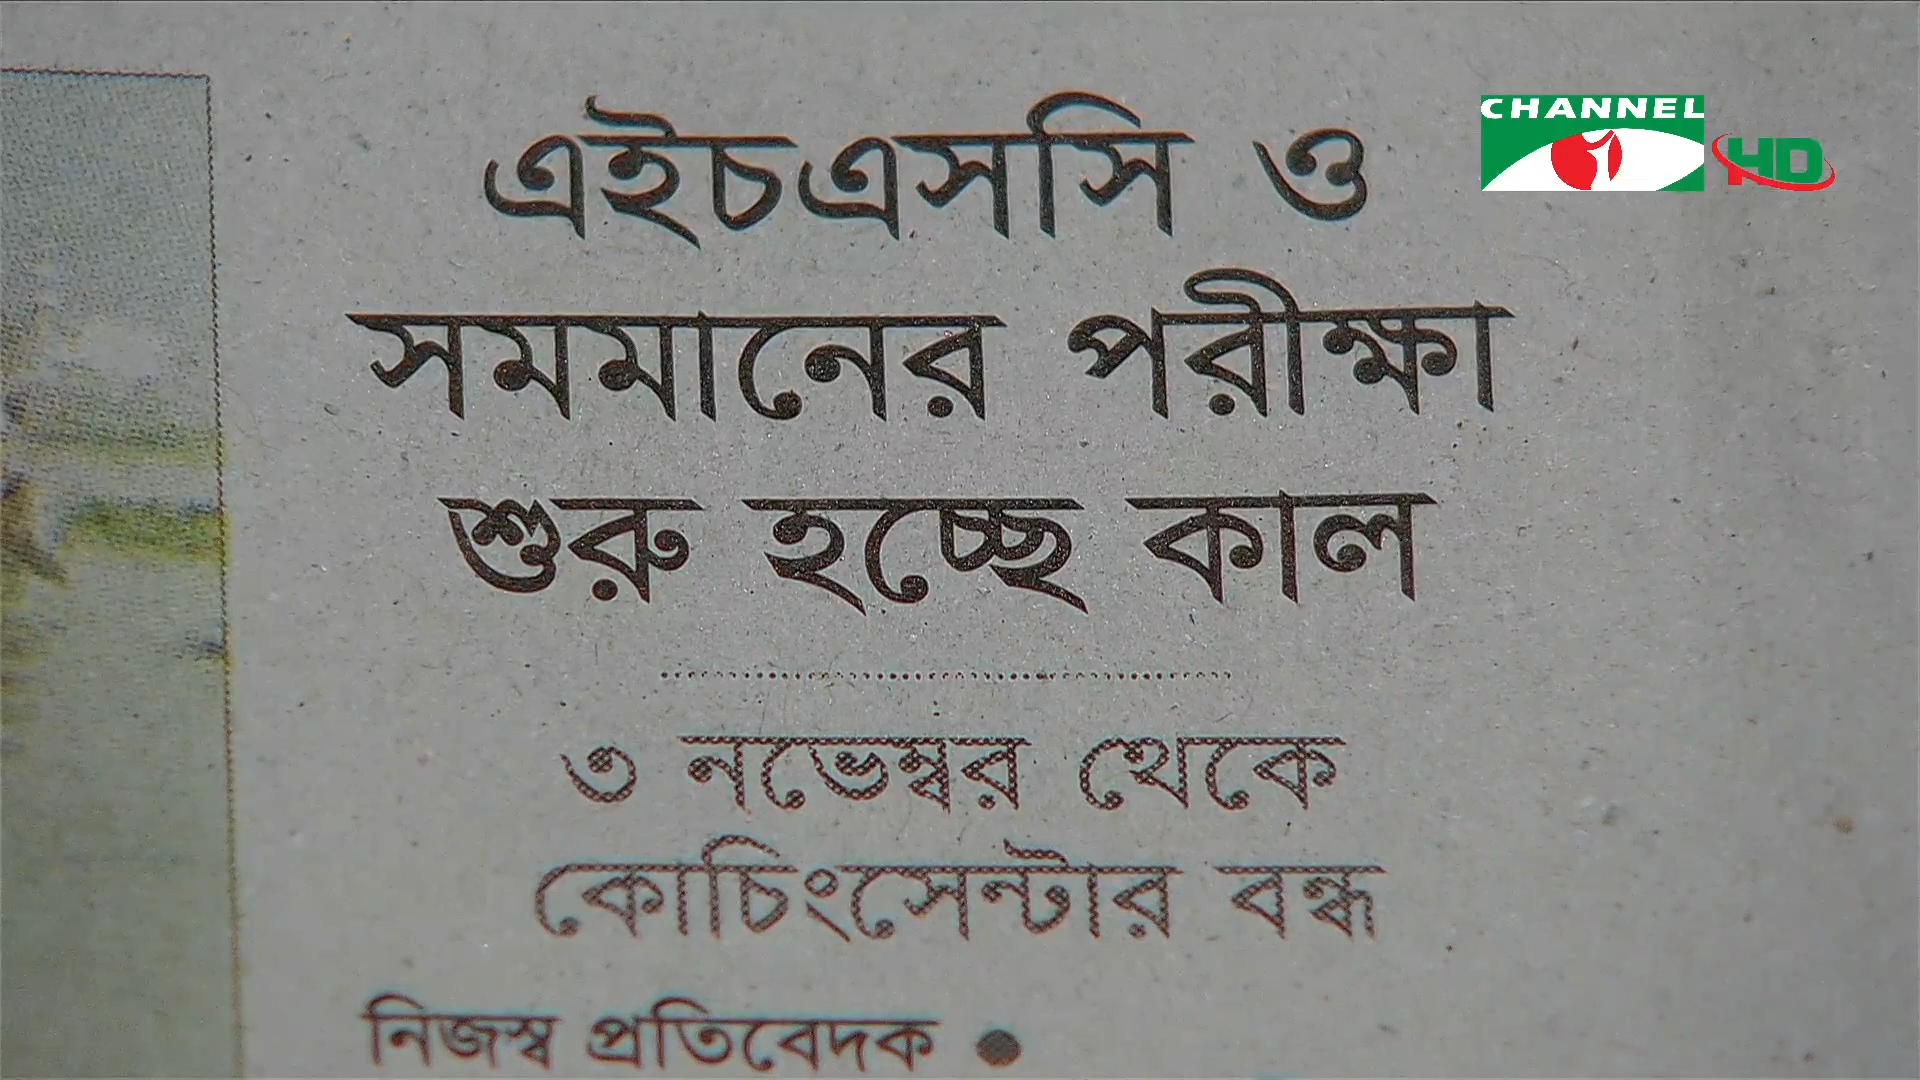 CHANNEL
HD
এইচএসসি ও
সমমানের পরীক্ষা
শুরু হচ্ছে কাল
৩ নভেম্বর থেকে
কোচিংসেন্টার বন্ধ
নিজস্ব প্রতিবেদক ●